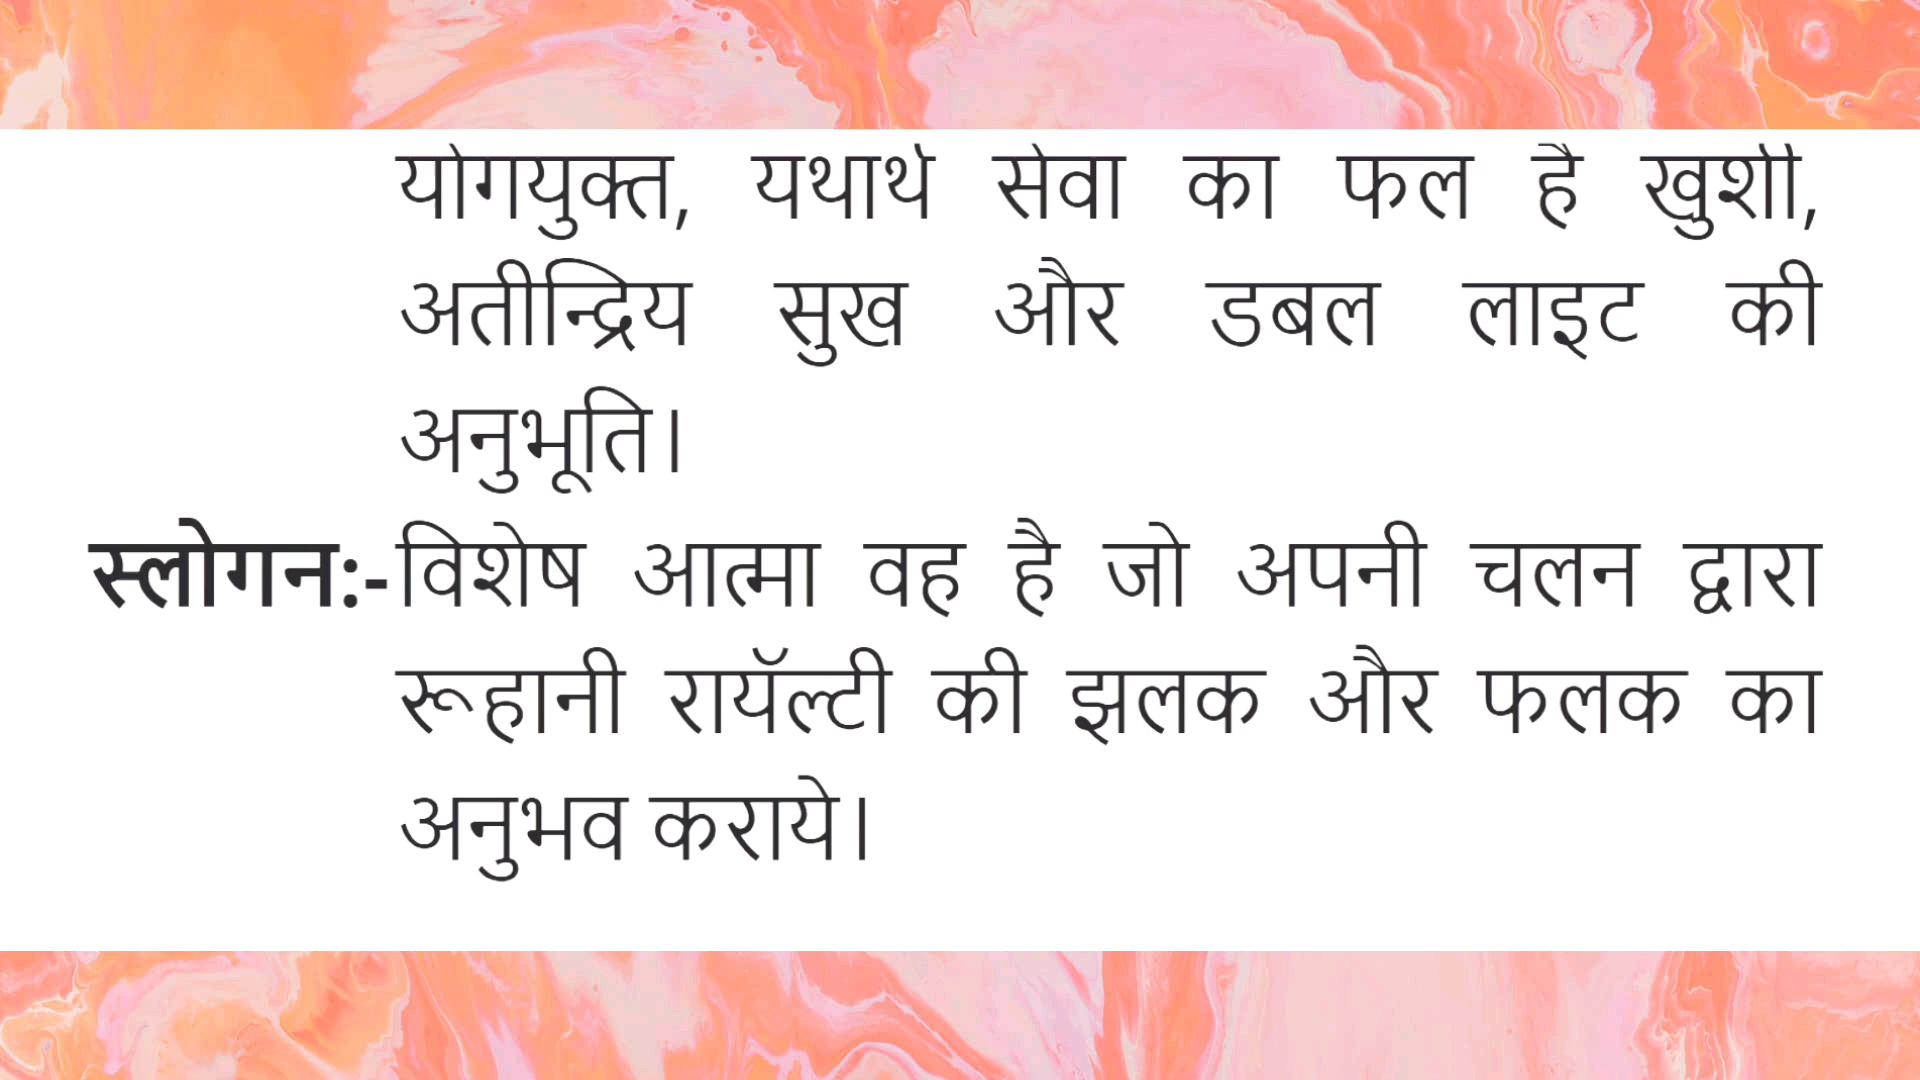 योगयुक्त, यथार्थ सेवा का फल है खुशी,
अतीन्द्रिय सुख और डबल लाइट की
अनुभूति।
स्लोगन:-विशेष आत्मा वह है जो अपनी चलन द्वारा
रूहानी रायॅल्टी की झलक और फलक का
अनुभव कराये।